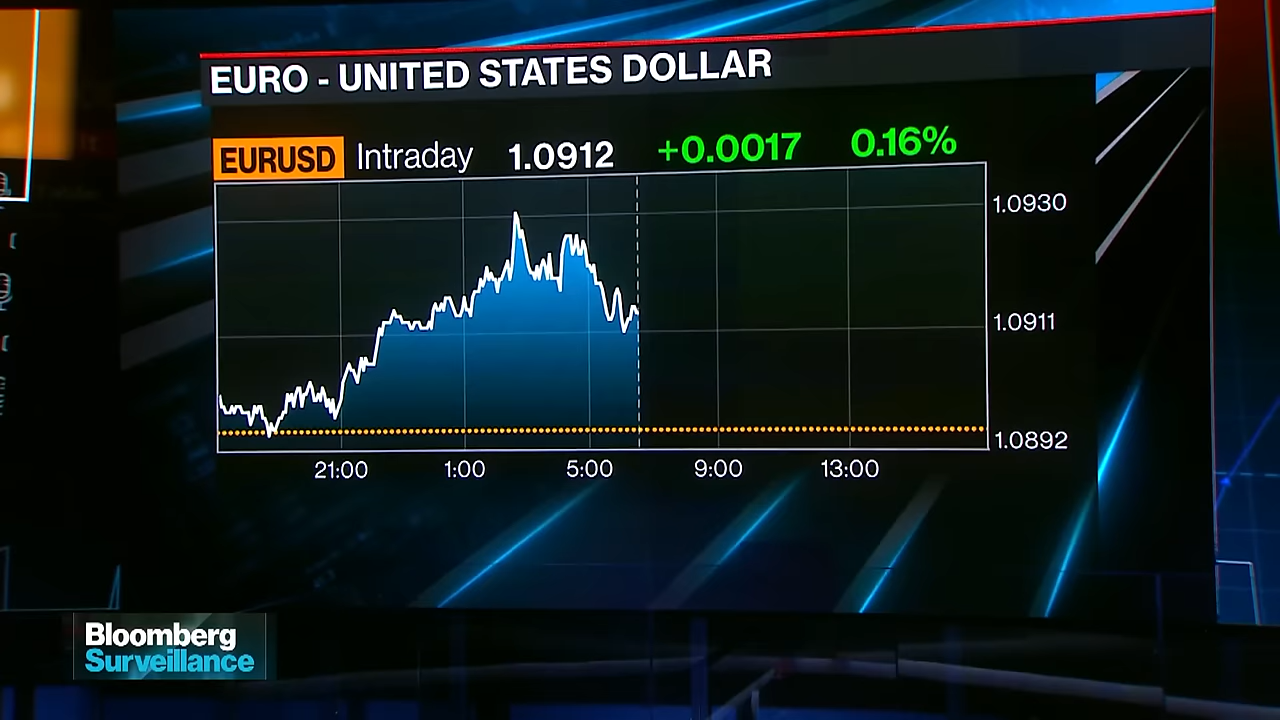 EURO - UNITED STATES DOLLAR
EURUSD Intraday 1.0912 +0.0017 0.16%
1.0930
1.0911
1.0892
21:00 1:00 5:00 9:00 13:00
Bloomberg
Surveillance